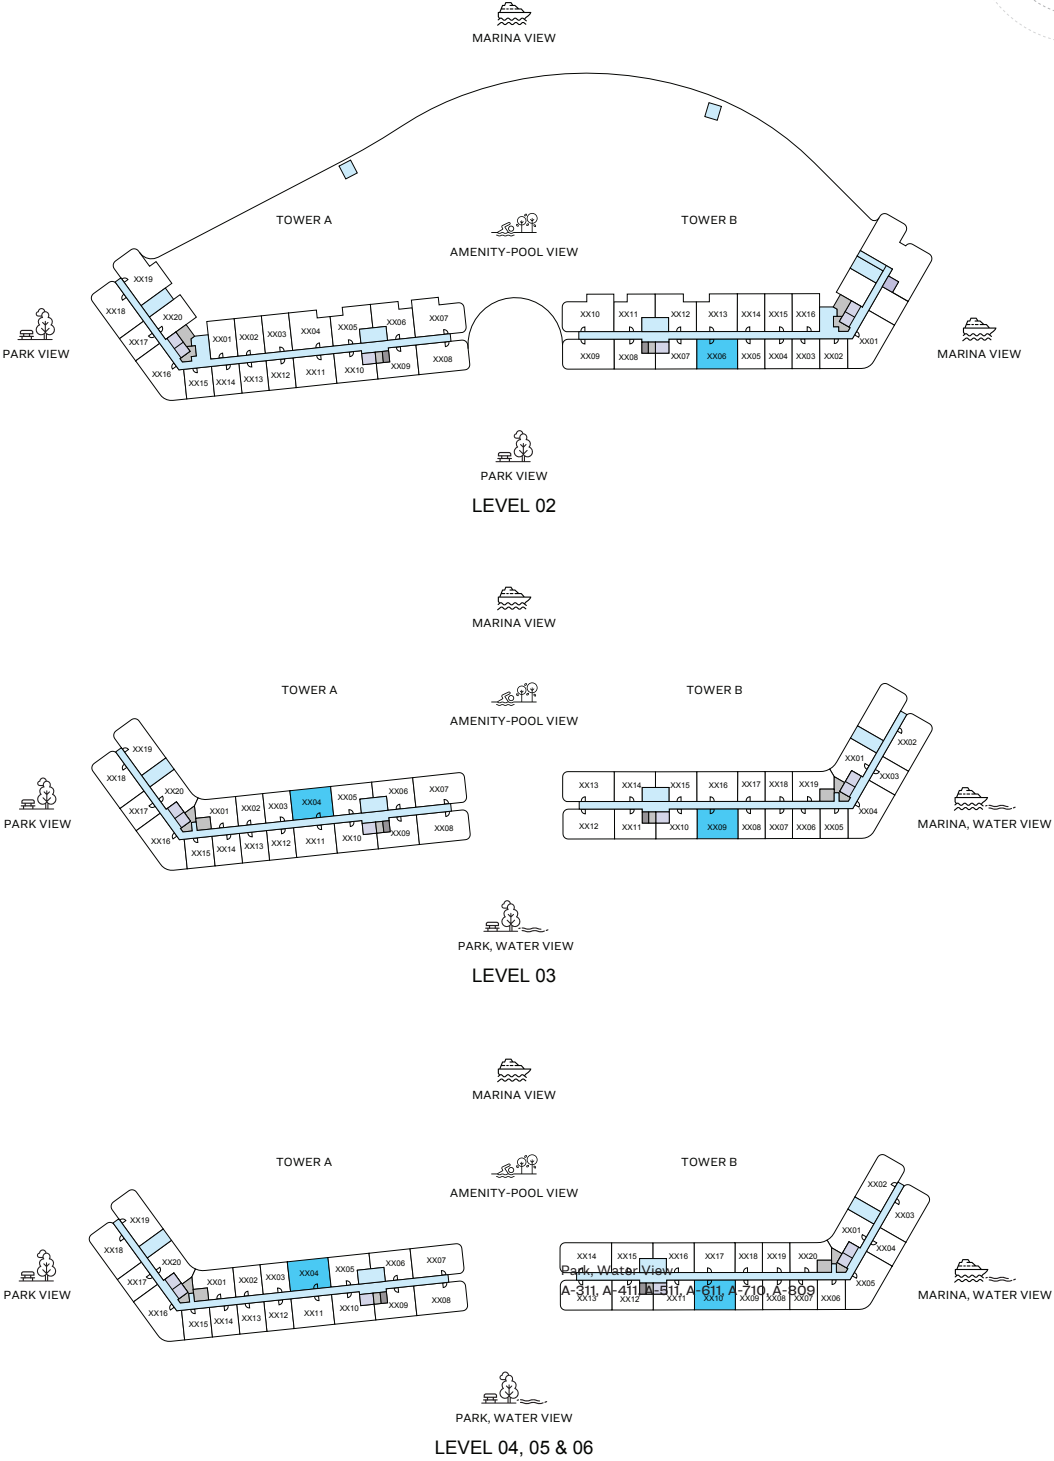 MARINA VIEW
TOWER A
TOWER B
AMENITY-POOL VIEW
XX19
XX18
XX20
XX17
XX16
XX01
XX02
XX03
XX04
XX05
XX06
XX07
XX15
XX14
XX13
XX12
XX11
XX10
XX09
XX08
XX10
XX11
XX12
XX13
XX14
XX15
XX16
XX09
XX08
XX07
XX06
XX05
XX04
XX03
XX02
XX01
PARK VIEW
MARINA VIEW
PARK VIEW
LEVEL 02
MARINA VIEW
TOWER A
TOWER B
AMENITY-POOL VIEW
XX19
XX18
XX20
XX17
XX16
XX01
XX02
XX03
XX04
XX05
XX06
XX07
XX15
XX14
XX13
XX12
XX11
XX10
XX09
XX08
XX13
XX14
XX15
XX16
XX17
XX18
XX19
XX01
XX02
XX03
XX04
XX12
XX11
XX10
XX09
XX08
XX07
XX06
XX05
PARK VIEW
MARINA, WATER VIEW
PARK, WATER VIEW
LEVEL 03
MARINA VIEW
TOWER A
TOWER B
AMENITY-POOL VIEW
XX19
XX18
XX20
XX17
XX16
XX01
XX02
XX03
XX04
XX05
XX06
XX07
XX15
XX14
XX13
XX12
XX11
XX10
XX09
XX08
XX14
XX15
XX16
XX17
XX18
XX19
XX20
XX01
XX02
XX03
XX04
XX05
XX13
XX12
XX11
XX10
XX09
XX08
XX07
XX06
Park, Water View
A-311, A-411, A-511, A-611, A-710, A-809
PARK VIEW
MARINA, WATER VIEW
PARK, WATER VIEW
LEVEL 04, 05 & 06